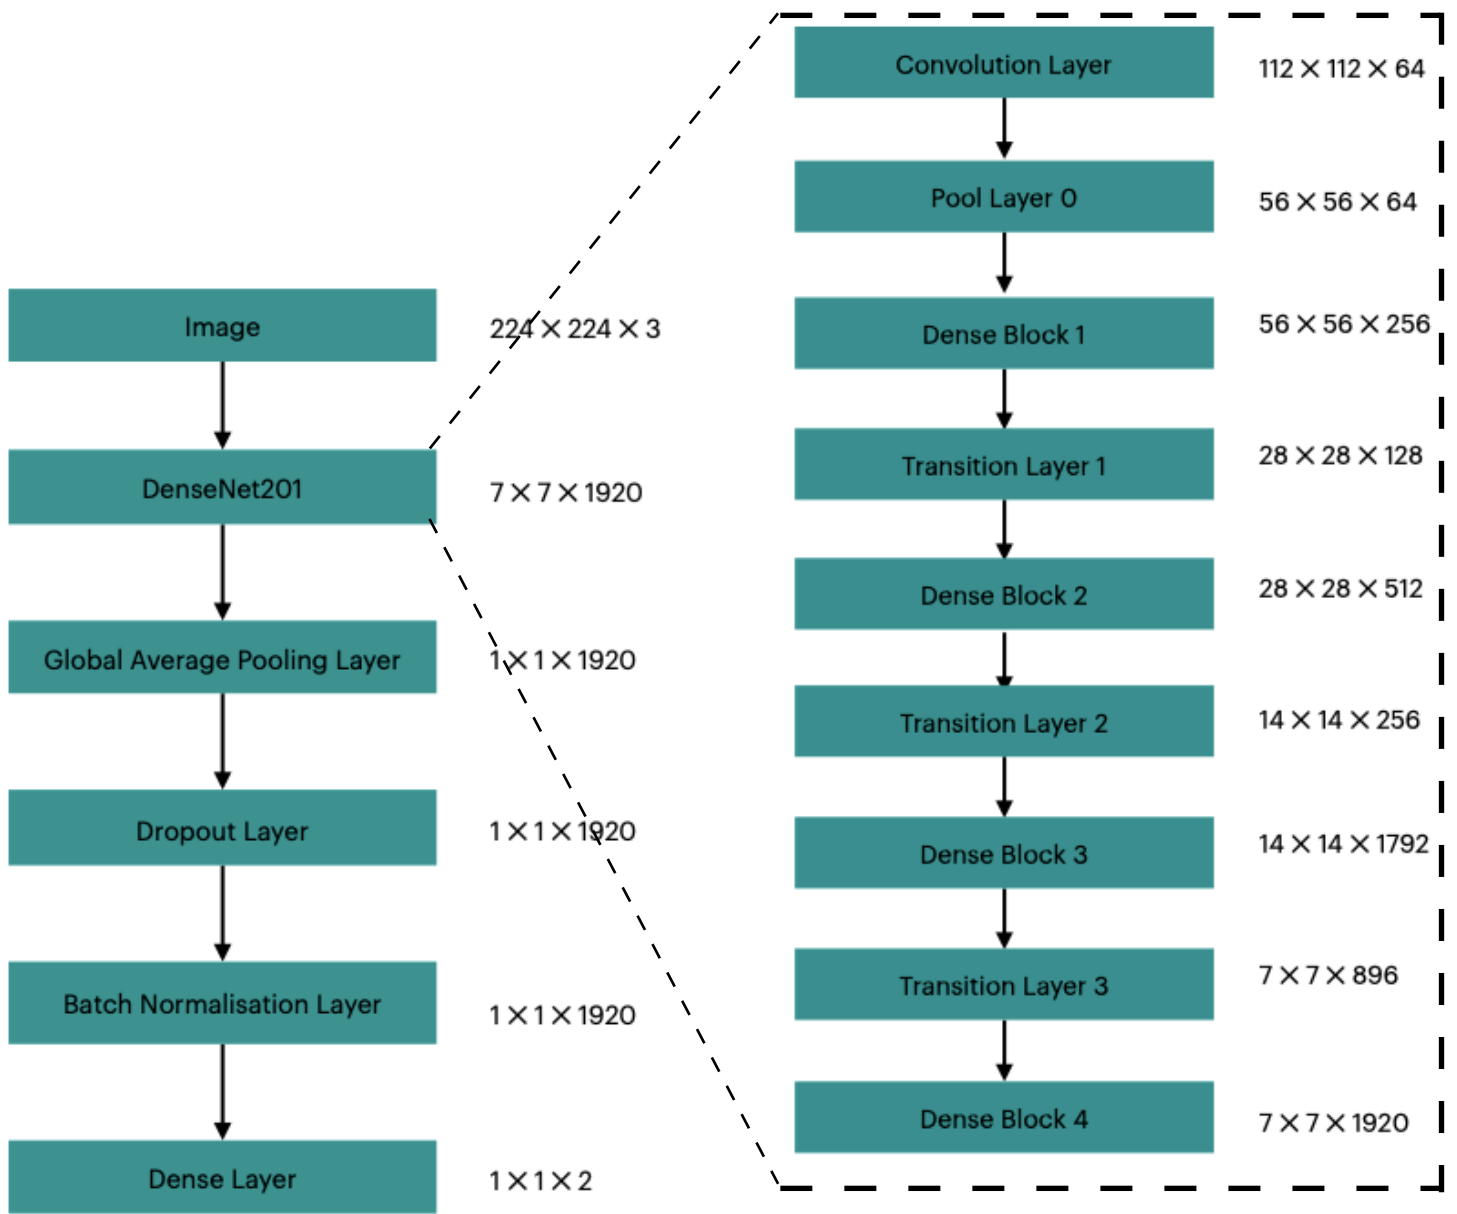 Image
224 × 224 × 3
DenseNet201
7 × 7 × 1920
Global Average Pooling Layer
1 × 1 × 1920
Dropout Layer
1 × 1 × 1920
Batch Normalisation Layer
1 × 1 × 1920
Dense Layer
1 × 1 × 2
Convolution Layer
112 × 112 × 64
Pool Layer 0
56 × 56 × 64
Dense Block 1
56 × 56 × 256
Transition Layer 1
28 × 28 × 128
Dense Block 2
28 × 28 × 512
Transition Layer 2
14 × 14 × 256
Dense Block 3
14 × 14 × 1792
Transition Layer 3
7 × 7 × 896
Dense Block 4
7 × 7 × 1920